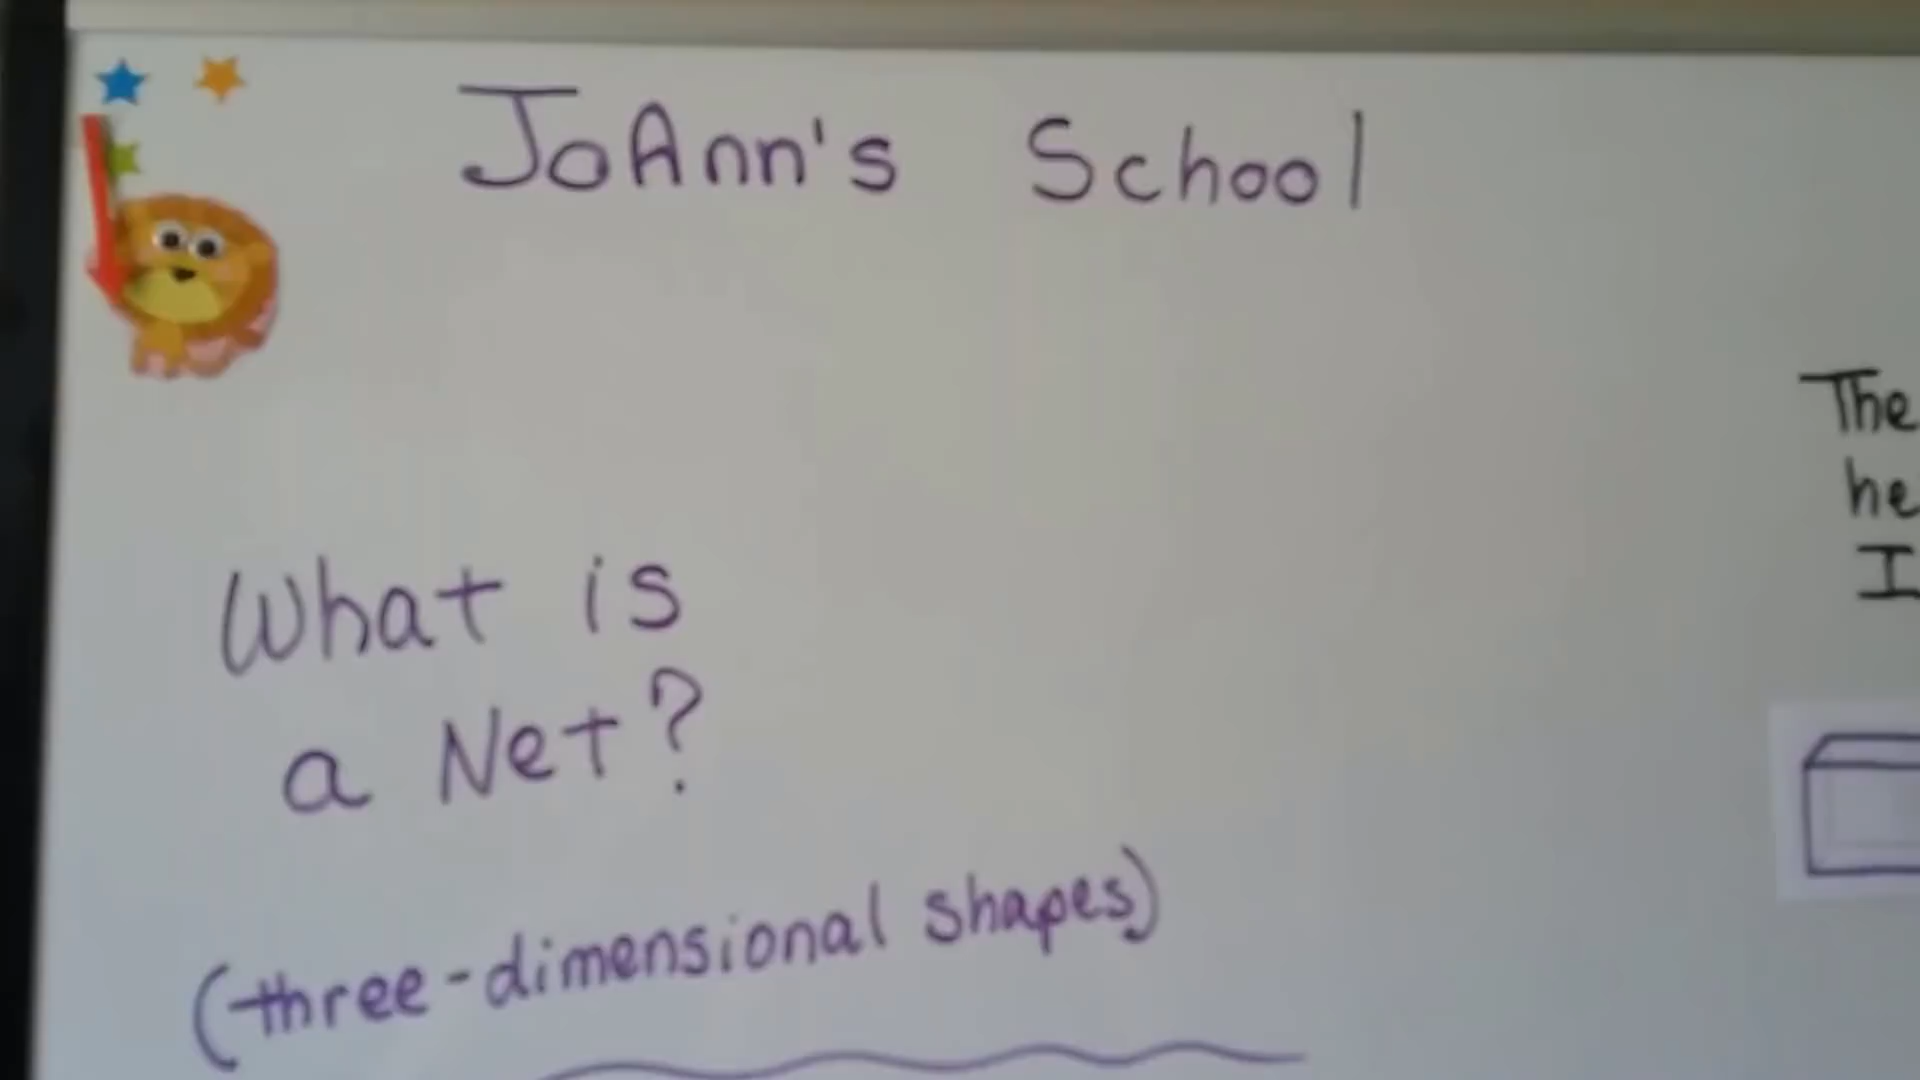 JoAnn's School
What is
a Net?
(three-dimensional shapes)
The
he
I